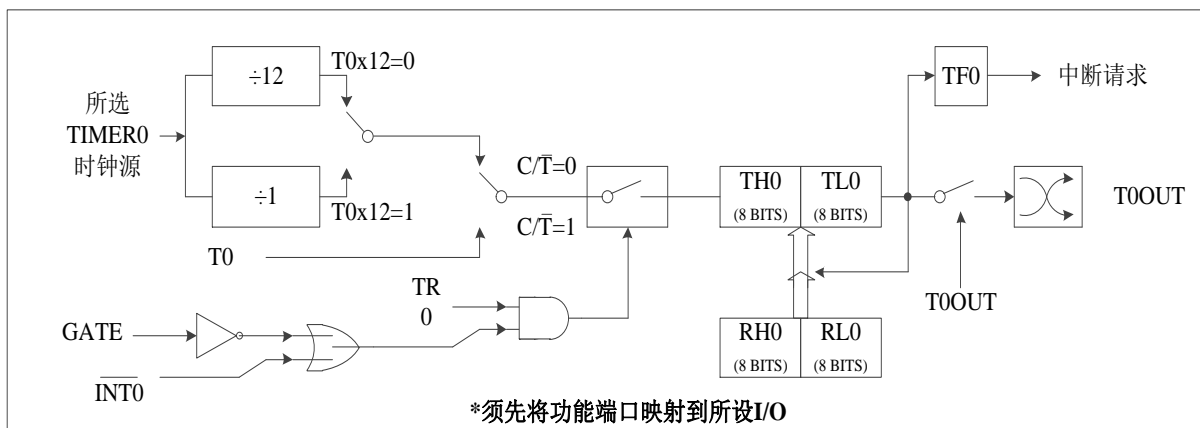 所选
TIMER0
时钟源
÷12
÷1
T0x12=0
T0x12=1
T0
C/T̅=0
C/T̅=1
TR
0
GATE
I̅N̅T̅0̅
TH0
(8 BITS)
TL0
(8 BITS)
RH0
(8 BITS)
RL0
(8 BITS)
TF0
中断请求
T0OUT
T0OUT
*须先将功能端口映射到所设I/O